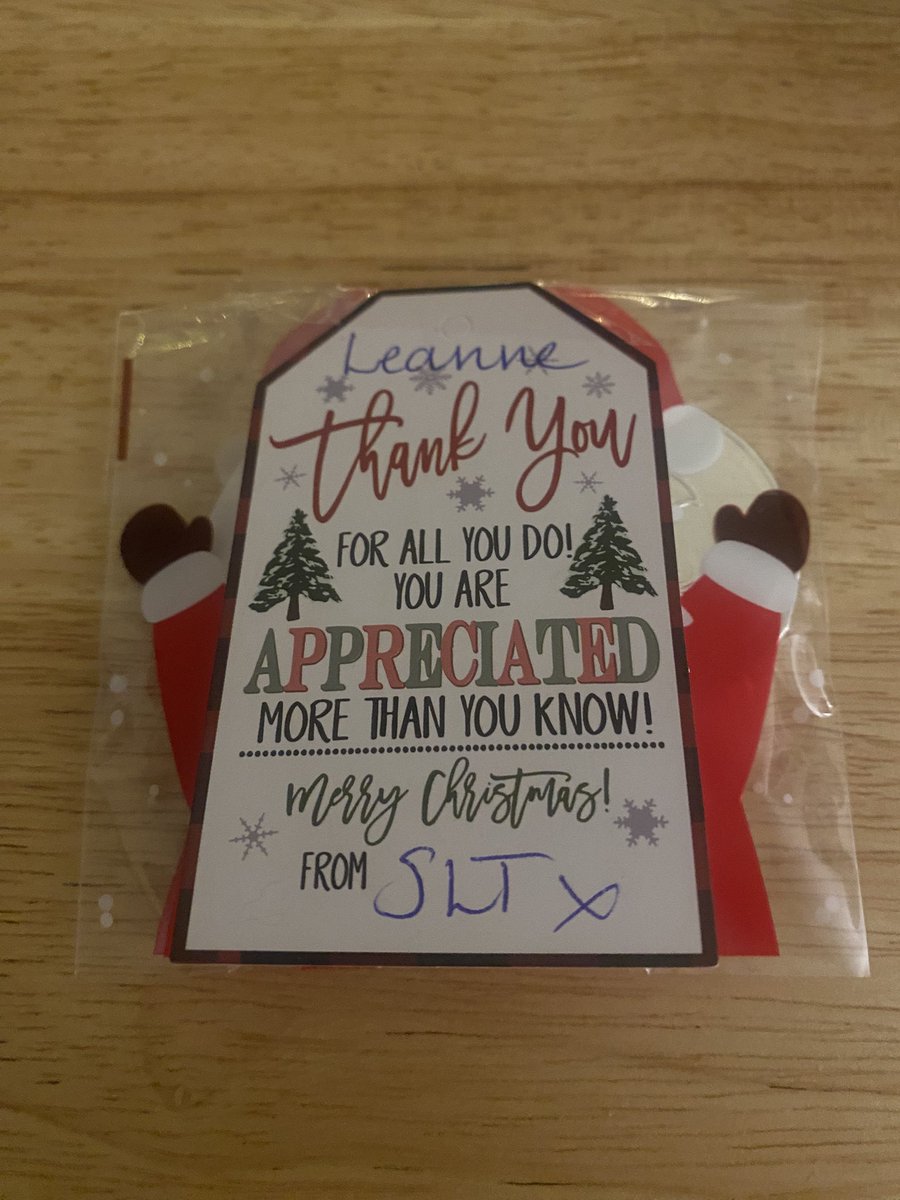 Leanne
Thank You
FOR ALL YOU DO!
YOU ARE
APPRECIATED
MORE THAN YOU KNOW!
Merry Christmas!
FROM SLT x